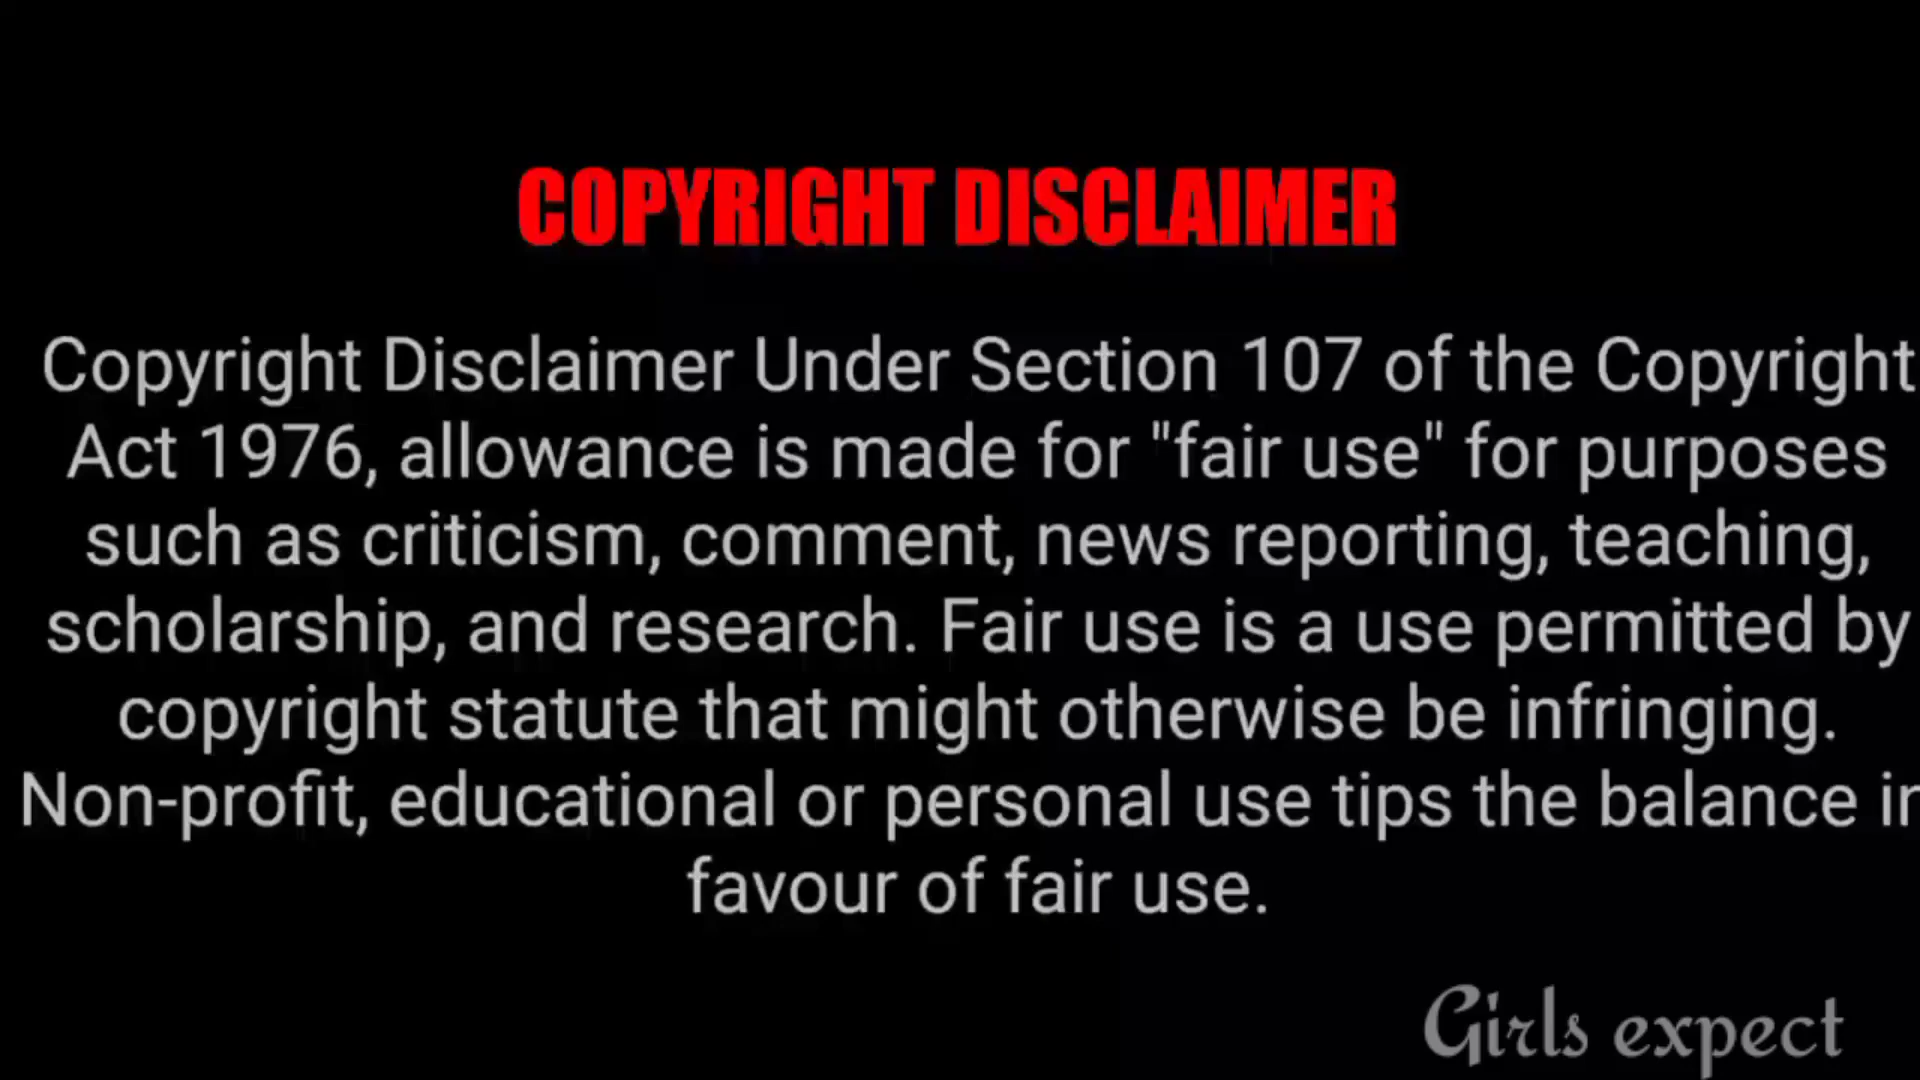 COPYRIGHT DISCLAIMER
Copyright Disclaimer Under Section 107 of the Copyright
Act 1976, allowance is made for "fair use" for purposes
such as criticism, comment, news reporting, teaching,
scholarship, and research. Fair use is a use permitted by
copyright statute that might otherwise be infringing.
Non-profit, educational or personal use tips the balance in
favour of fair use.
Girls expect